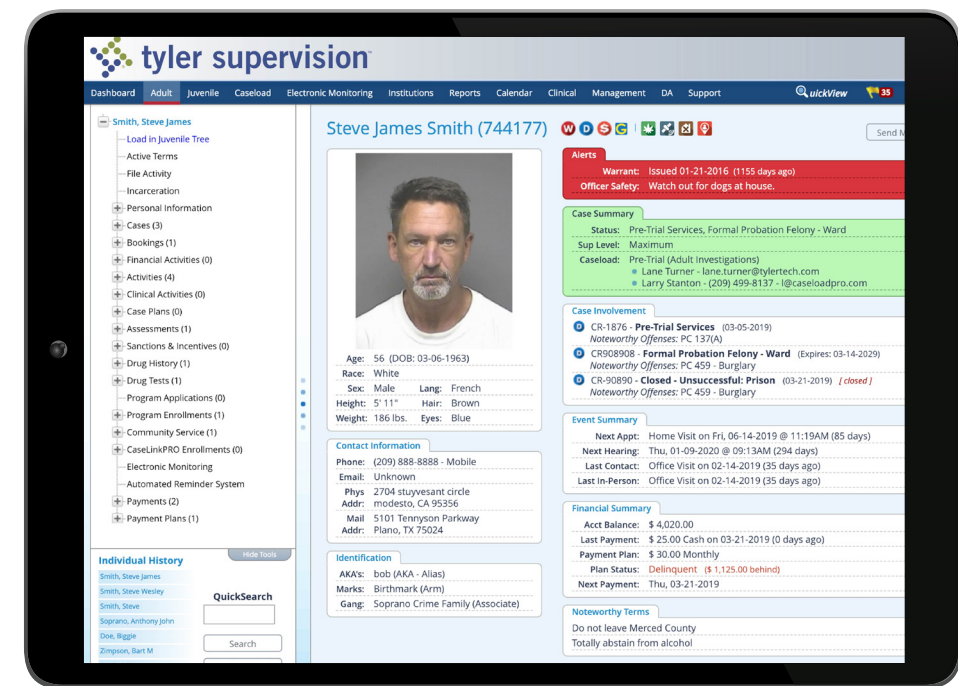 tyler supervision™
Dashboard Adult Juvenile Caseload Electronic Monitoring Institutions Reports Calendar Clinical Management DA Support QuickView 35
Smith, Steve James
Load in Juvenile Tree
Active Terms
File Activity
Incarceration
Personal Information
Cases (3)
Bookings (1)
Financial Activities (0)
Activities (4)
Clinical Activities (0)
Case Plans (0)
Assessments (1)
Sanctions & Incentives (0)
Drug History (1)
Drug Tests (1)
Program Applications (0)
Program Enrollments (1)
Community Service (1)
CaseLinkPRO Enrollments (0)
Electronic Monitoring
Automated Reminder System
Payments (2)
Payment Plans (1)
Hide Tools
Individual History
Smith, Steve James
Smith, Steve Wesley
Smith, Steve
Soprano, Anthony John
Doe, Biggie
Zimpson, Bart M
QuickSearch
Search
Steve James Smith (744177) W D S G
Send
Age: 56 (DOB: 03-06-1963)
Race: White
Sex: Male Lang: French
Height: 5' 11" Hair: Brown
Weight: 186 lbs. Eyes: Blue
Contact Information
Phone: (209) 888-8888 - Mobile
Email: Unknown
Phys 2704 stuyvesant circle
Addr: modesto, CA 95356
Mail 5101 Tennyson Parkway
Addr: Plano, TX 75024
Identification
AKA's: bob (AKA - Alias)
Marks: Birthmark (Arm)
Gang: Soprano Crime Family (Associate)
Alerts
Warrant: Issued 01-21-2016 (1155 days ago)
Officer Safety: Watch out for dogs at house.
Case Summary
Status: Pre-Trial Services, Formal Probation Felony - Ward
Sup Level: Maximum
Caseload: Pre-Trial (Adult Investigations)
Lane Turner - lane.turner@tylertech.com
Larry Stanton - (209) 499-8137 - l@caseloadpro.com
Case Involvement
D CR-1876 - Pre-Trial Services (03-05-2019)
Noteworthy Offenses: PC 137(A)
D CR908908 - Formal Probation Felony - Ward (Expires: 03-14-2029)
Noteworthy Offenses: PC 459 - Burglary
D CR-90890 - Closed - Unsuccessful: Prison (03-21-2019) [ closed ]
Noteworthy Offenses: PC 459 - Burglary
Event Summary
Next Appt: Home Visit on Fri, 06-14-2019 @ 11:19AM (85 days)
Next Hearing: Thu, 01-09-2020 @ 09:13AM (294 days)
Last Contact: Office Visit on 02-14-2019 (35 days ago)
Last In-Person: Office Visit on 02-14-2019 (35 days ago)
Financial Summary
Acct Balance: $ 4,020.00
Last Payment: $ 25.00 Cash on 03-21-2019 (0 days ago)
Payment Plan: $ 30.00 Monthly
Plan Status: Delinquent ($ 1,125.00 behind)
Next Payment: Thu, 03-21-2019
Noteworthy Terms
Do not leave Merced County
Totally abstain from alcohol